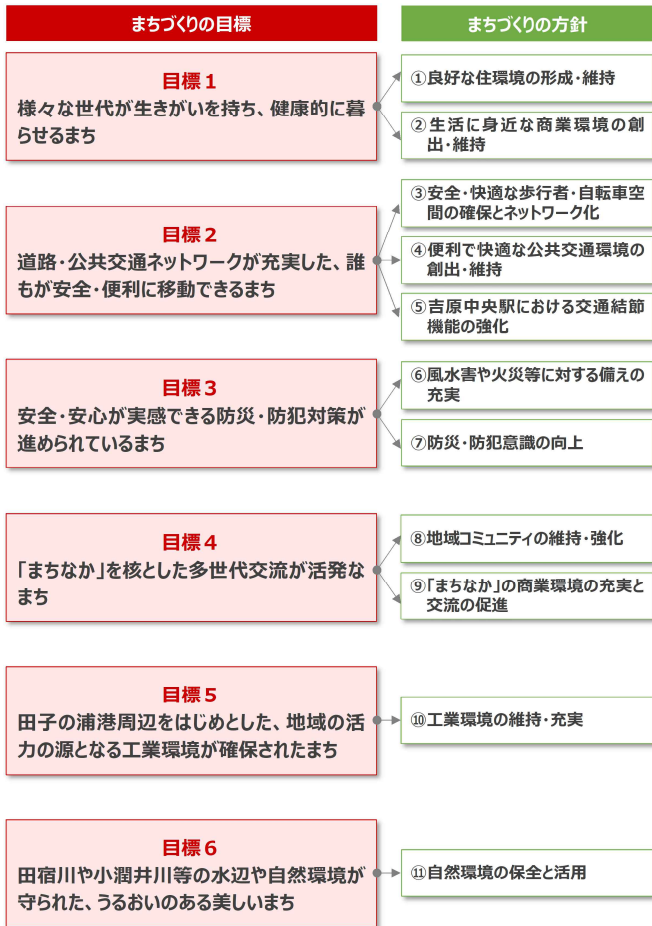 まちづくりの目標
まちづくりの方針
目標1
様々な世代が生きがいを持ち、健康的に暮
らせるまち
①良好な住環境の形成・維持
②生活に身近な商業環境の創
出・維持
目標2
道路・公共交通ネットワークが充実した、誰
もが安全・便利に移動できるまち
③安全・快適な歩行者・自転車空
間の確保とネットワーク化
④便利で快適な公共交通環境の
創出・維持
⑤吉原中央駅における交通結節
機能の強化
目標3
安全・安心が実感できる防災・防犯対策が
進められているまち
⑥風水害や火災等に対する備えの
充実
⑦防災・防犯意識の向上
目標4
「まちなか」を核とした多世代交流が活発な
まち
⑧地域コミュニティの維持・強化
⑨「まちなか」の商業環境の充実と
交流の促進
目標5
田子の浦港周辺をはじめとした、地域の活
力の源となる工業環境が確保されたまち
⑩工業環境の維持・充実
目標6
田宿川や小潤井川等の水辺や自然環境が
守られた、うるおいのある美しいまち
⑪自然環境の保全と活用